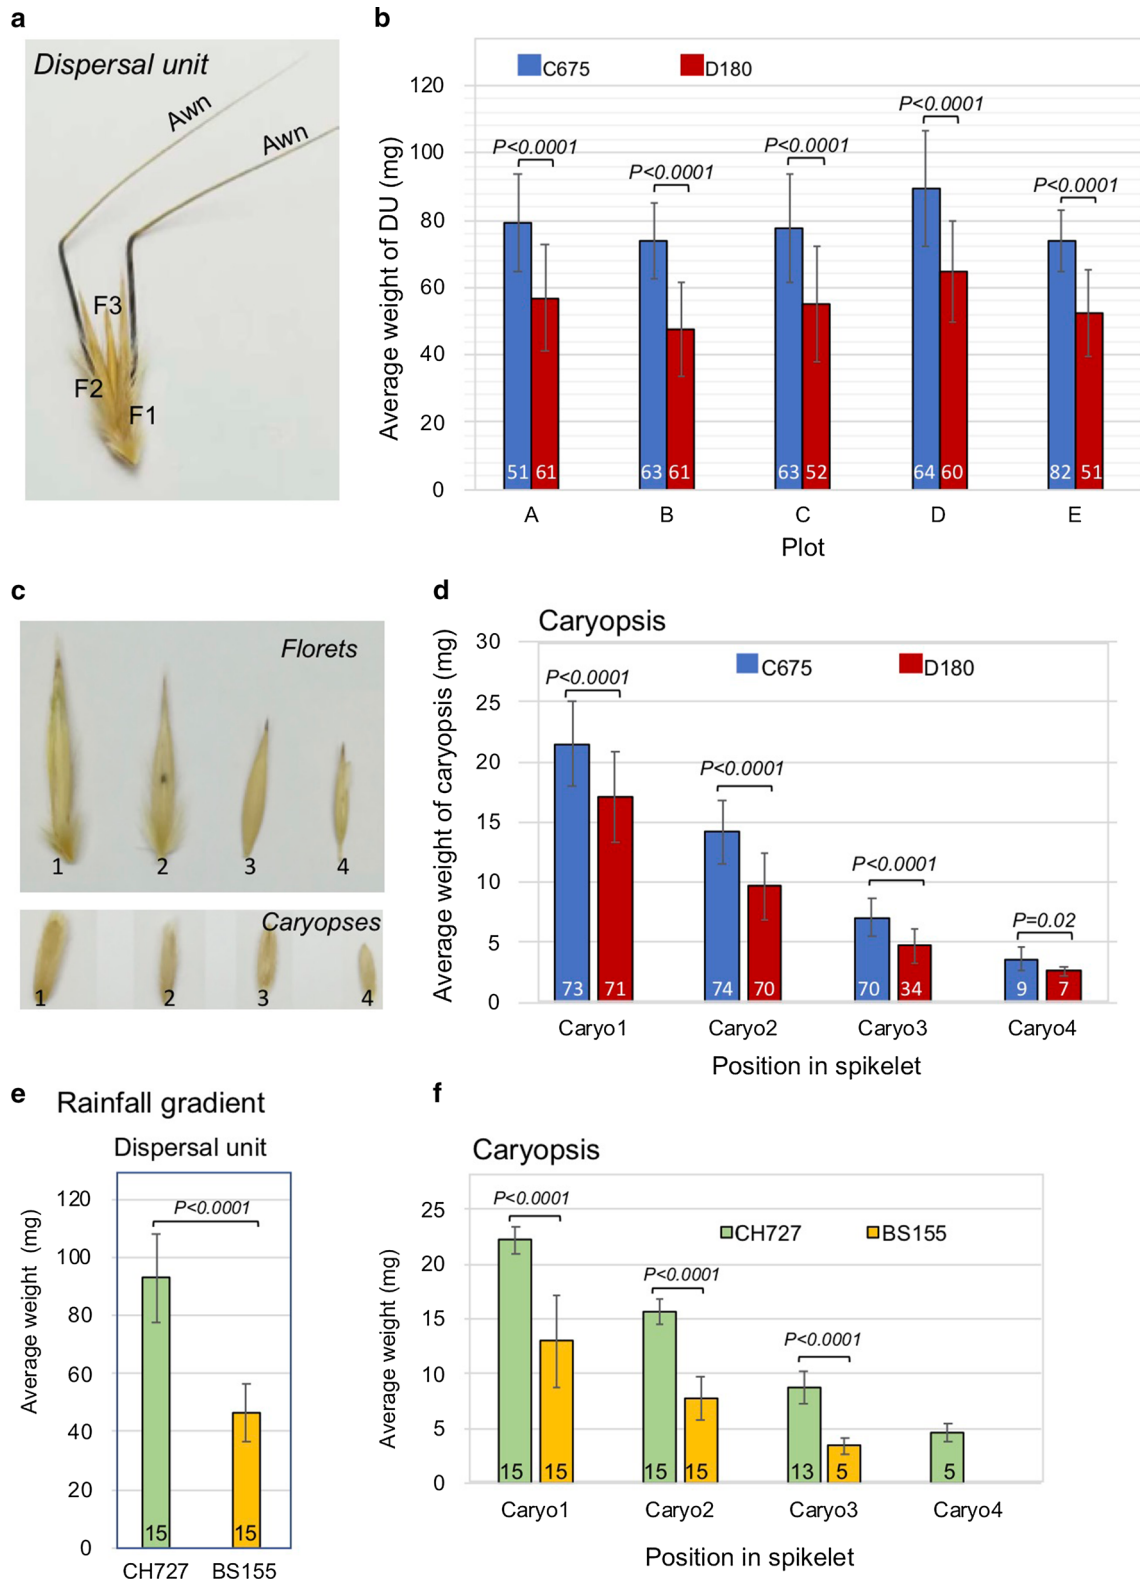 a
Dispersal unit
Awn
Awn
F3
F2
F1
b
C675 D180
Average weight of DU (mg)
120
100
80
60
40
20
0
P<0.0001
P<0.0001
P<0.0001
P<0.0001
P<0.0001
51 61 63 61 63 52 64 60 82 51
A B C D E
Plot
c
Florets
1 2 3 4
Caryopses
1 2 3 4
d
Caryopsis
C675 D180
Average weight of caryopsis (mg)
30
25
20
15
10
5
0
P<0.0001
P<0.0001
P<0.0001
P=0.02
73 71 74 70 70 34 9 7
Caryo1 Caryo2 Caryo3 Caryo4
Position in spikelet
e
Rainfall gradient
Dispersal unit
Average weight (mg)
120
100
80
60
40
20
0
P<0.0001
15 15
CH727 BS155
f
Caryopsis
CH727 BS155
Average weight (mg)
25
20
15
10
5
0
P<0.0001
P<0.0001
P<0.0001
15 15 15 15 13 5 5
Caryo1 Caryo2 Caryo3 Caryo4
Position in spikelet